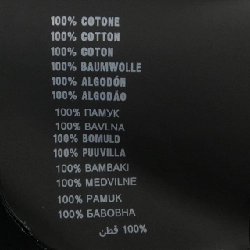 100% COTONE
100% COTTON
100% COTON
100% BAUMWOLLE
100% ALGODÓN
100% ALGODÃO
100% ПАМУК
100% BAVLNA
100% BOMULD
100% PUUVILLA
100% BAMBAKI
100% MEDVILNE
100% PAMUK
100% БАВОВНА
100% قطن